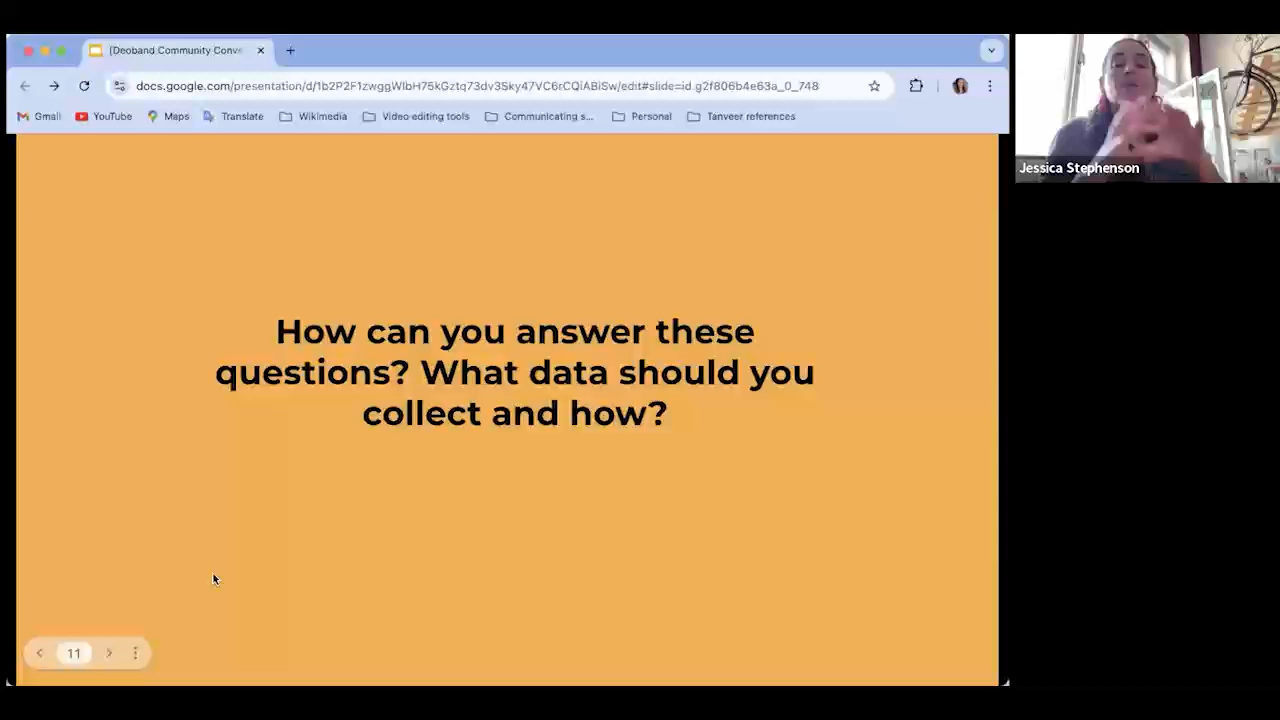 [Deoband Community Conve
docs.google.com/presentation/d/1b2P2F1zwggWlbH75kGztq73dv3Sky47VC6rCQiABiSw/edit#slide=id.g2f806b4e63a_0_748
Gmail YouTube Maps Translate Wikimedia Video editing tools Communicating s... Personal Tanveer references
Jessica Stephenson
How can you answer these
questions? What data should you
collect and how?
11